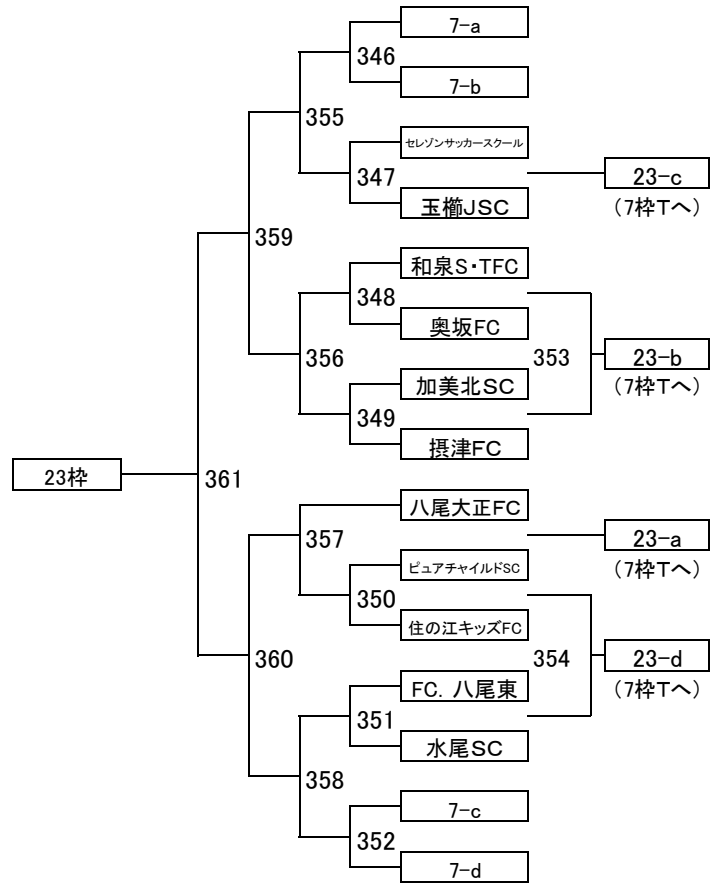 7-a
346
7-b
355
セレゾンサッカースクール
347
23-c
玉櫛JSC
(7枠Tへ)
359
和泉S・TFC
348
奥坂FC
356
353
23-b
加美北SC
(7枠Tへ)
349
摂津FC
23枠
361
八尾大正FC
357
23-a
ピュアチャイルドSC
(7枠Tへ)
350
住の江キッズFC
360
354
23-d
FC. 八尾東
(7枠Tへ)
351
水尾SC
358
7-c
352
7-d